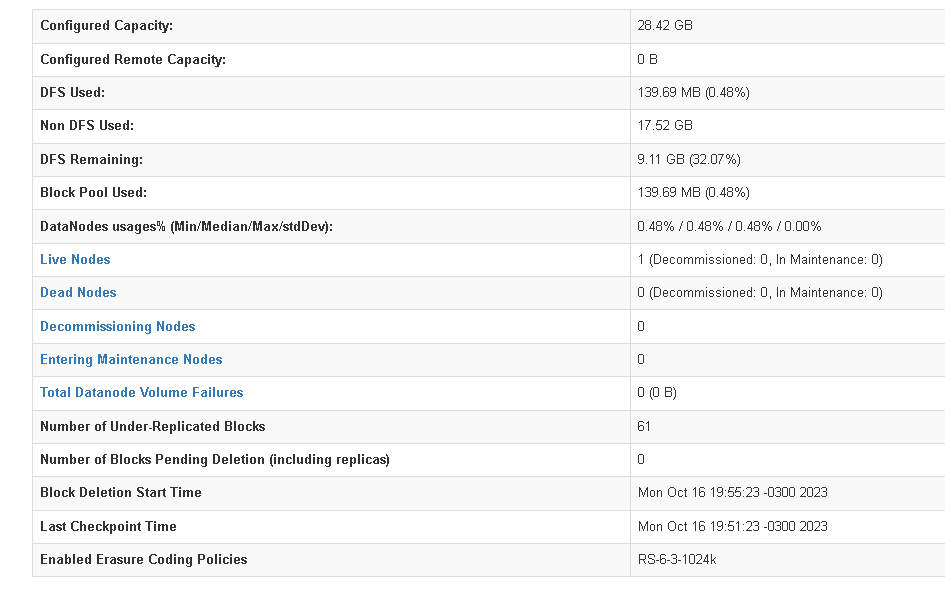 Configured Capacity: 28.42 GB
Configured Remote Capacity: 0 B
DFS Used: 139.69 MB (0.48%)
Non DFS Used: 17.52 GB
DFS Remaining: 9.11 GB (32.07%)
Block Pool Used: 139.69 MB (0.48%)
DataNodes usages% (Min/Median/Max/stdDev): 0.48% / 0.48% / 0.48% / 0.00%
Live Nodes 1 (Decommissioned: 0, In Maintenance: 0)
Dead Nodes 0 (Decommissioned: 0, In Maintenance: 0)
Decommissioning Nodes 0
Entering Maintenance Nodes 0
Total Datanode Volume Failures 0 (0 B)
Number of Under-Replicated Blocks 61
Number of Blocks Pending Deletion (including replicas) 0
Block Deletion Start Time Mon Oct 16 19:55:23 -0300 2023
Last Checkpoint Time Mon Oct 16 19:51:23 -0300 2023
Enabled Erasure Coding Policies RS-6-3-1024k